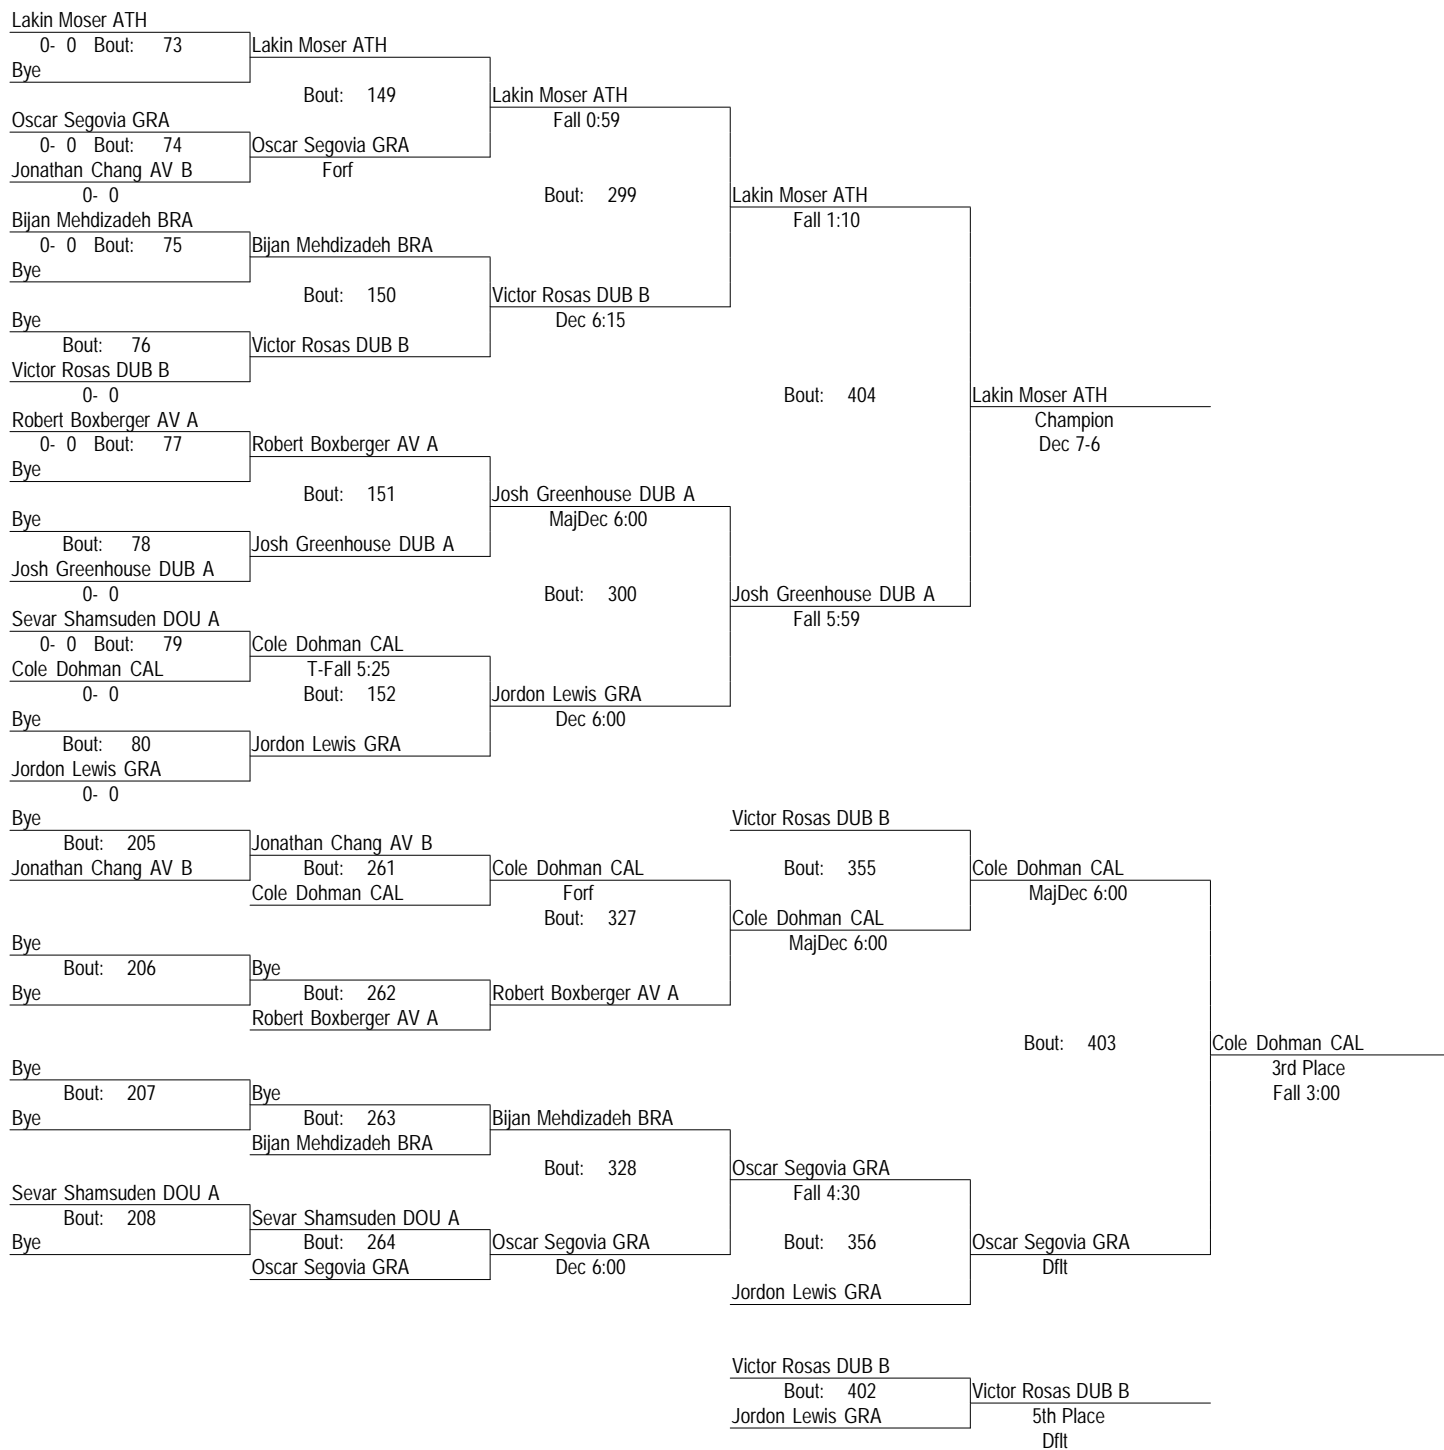 Lakin Moser ATH
0- 0 Bout: 73 Lakin Moser ATH
Bye
Bout: 149 Lakin Moser ATH
Oscar Segovia GRA Fall 0:59
0- 0 Bout: 74 Oscar Segovia GRA
Jonathan Chang AV B Forf
0- 0 Bout: 299 Lakin Moser ATH
Bijan Mehdizadeh BRA Fall 1:10
0- 0 Bout: 75 Bijan Mehdizadeh BRA
Bye
Bout: 150 Victor Rosas DUB B
Bye Dec 6:15
Bout: 76 Victor Rosas DUB B
Victor Rosas DUB B
0- 0 Bout: 404 Lakin Moser ATH
Robert Boxberger AV A Champion
0- 0 Bout: 77 Robert Boxberger AV A Dec 7-6
Bye
Bout: 151 Josh Greenhouse DUB A
Bye MajDec 6:00
Bout: 78 Josh Greenhouse DUB A
Josh Greenhouse DUB A
0- 0 Bout: 300 Josh Greenhouse DUB A
Sevar Shamsuden DOU A Fall 5:59
0- 0 Bout: 79 Cole Dohman CAL
Cole Dohman CAL T-Fall 5:25
0- 0 Bout: 152 Jordon Lewis GRA
Bye Dec 6:00
Bout: 80 Jordon Lewis GRA
Jordon Lewis GRA
0- 0
Bye Victor Rosas DUB B
Bout: 205 Jonathan Chang AV B
Jonathan Chang AV B Bout: 261 Cole Dohman CAL Bout: 355 Cole Dohman CAL
Cole Dohman CAL Forf MajDec 6:00
Bout: 327 Cole Dohman CAL
Bye MajDec 6:00
Bout: 206 Bye
Bye Bout: 262 Robert Boxberger AV A
Robert Boxberger AV A
Bout: 403 Cole Dohman CAL
Bye 3rd Place
Bout: 207 Bye Fall 3:00
Bye Bout: 263 Bijan Mehdizadeh BRA
Bijan Mehdizadeh BRA
Bout: 328 Oscar Segovia GRA
Sevar Shamsuden DOU A Fall 4:30
Bout: 208 Sevar Shamsuden DOU A
Bye Bout: 264 Oscar Segovia GRA Bout: 356 Oscar Segovia GRA
Oscar Segovia GRA Dec 6:00 Dflt
Jordon Lewis GRA
Victor Rosas DUB B
Bout: 402 Victor Rosas DUB B
Jordon Lewis GRA 5th Place
Dflt